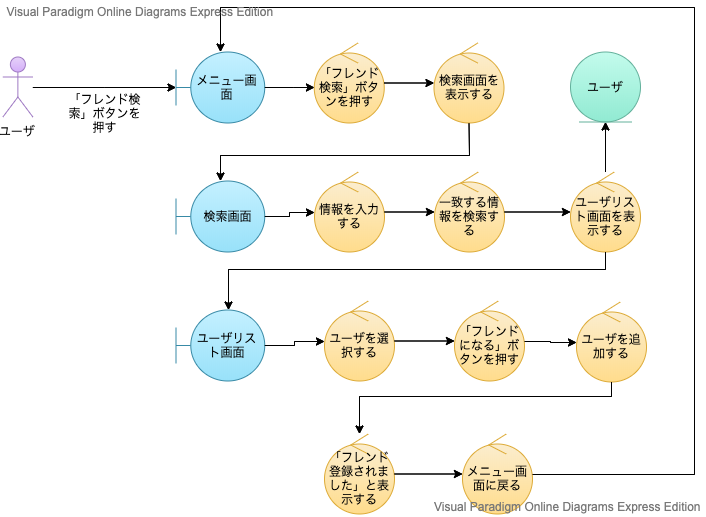 Visual Paradigm Online Diagrams Express Edition
ユーザ
「フレンド検
索」ボタンを
押す
メニュー画
面
「フレンド
検索」ボタ
ンを押す
検索画面を
表示する
ユーザ
検索画面
情報を入力
する
一致する情
報を検索す
る
ユーザリス
ト画面を表
示する
ユーザリス
ト画面
ユーザを選
択する
「フレンド
になる」ボ
タンを押す
ユーザを追
加する
「フレンド
登録されま
した」と表
示する
メニュー画
面に戻る
Visual Paradigm Online Diagrams Express Edition